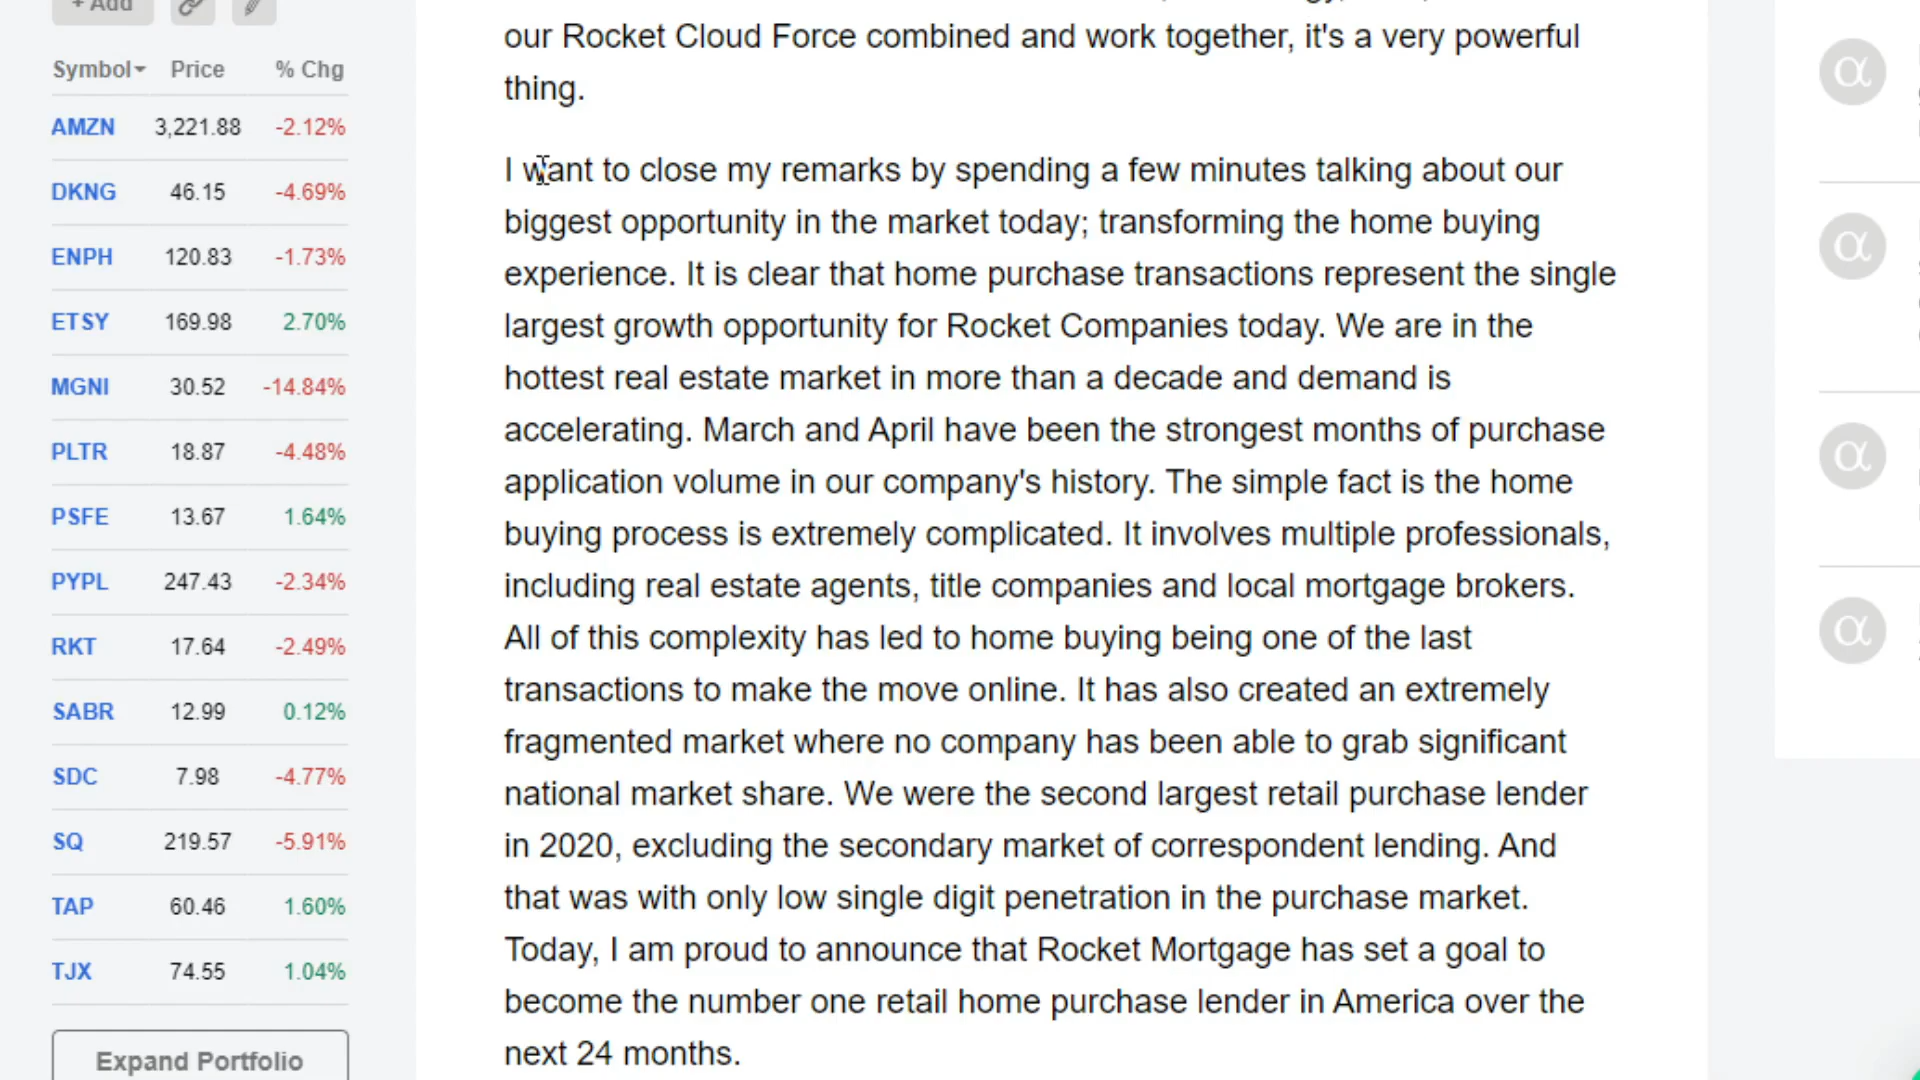 + Add
Symbol Price % Chg
AMZN 3,221.88 -2.12%
DKNG 46.15 -4.69%
ENPH 120.83 -1.73%
ETSY 169.98 2.70%
MGNI 30.52 -14.84%
PLTR 18.87 -4.48%
PSFE 13.67 1.64%
PYPL 247.43 -2.34%
RKT 17.64 -2.49%
SABR 12.99 0.12%
SDC 7.98 -4.77%
SQ 219.57 -5.91%
TAP 60.46 1.60%
TJX 74.55 1.04%
Expand Portfolio
our Rocket Cloud Force combined and work together, it's a very powerful
thing.
I want to close my remarks by spending a few minutes talking about our
biggest opportunity in the market today; transforming the home buying
experience. It is clear that home purchase transactions represent the single
largest growth opportunity for Rocket Companies today. We are in the
hottest real estate market in more than a decade and demand is
accelerating. March and April have been the strongest months of purchase
application volume in our company's history. The simple fact is the home
buying process is extremely complicated. It involves multiple professionals,
including real estate agents, title companies and local mortgage brokers.
All of this complexity has led to home buying being one of the last
transactions to make the move online. It has also created an extremely
fragmented market where no company has been able to grab significant
national market share. We were the second largest retail purchase lender
in 2020, excluding the secondary market of correspondent lending. And
that was with only low single digit penetration in the purchase market.
Today, I am proud to announce that Rocket Mortgage has set a goal to
become the number one retail home purchase lender in America over the
next 24 months.
α
α
α
α